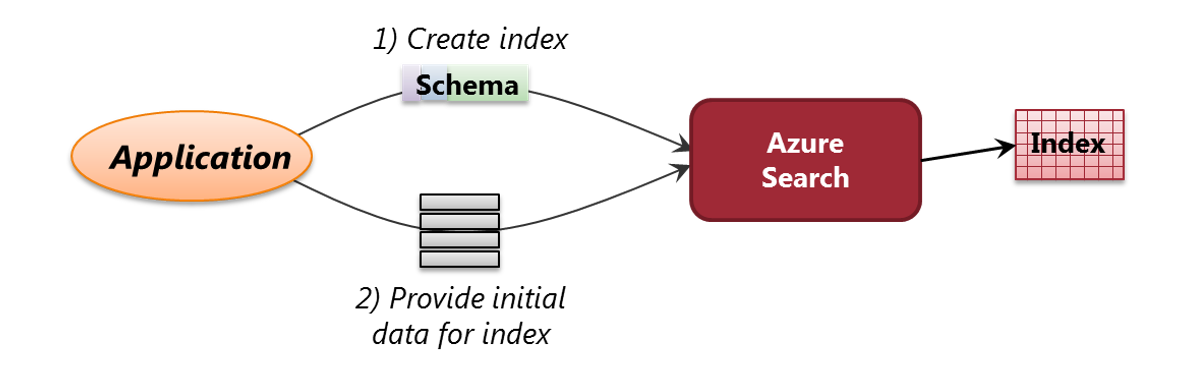 1) Create index
Schema
Application
Azure
Search
Index
2) Provide initial
data for index